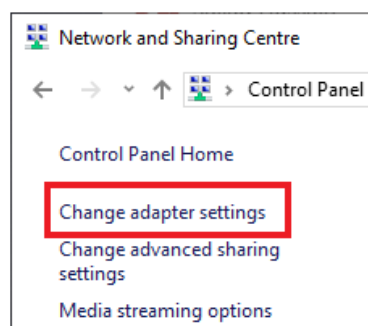 Network and Sharing Centre
Control Panel
Control Panel Home
Change adapter settings
Change advanced sharing
settings
Media streaming options